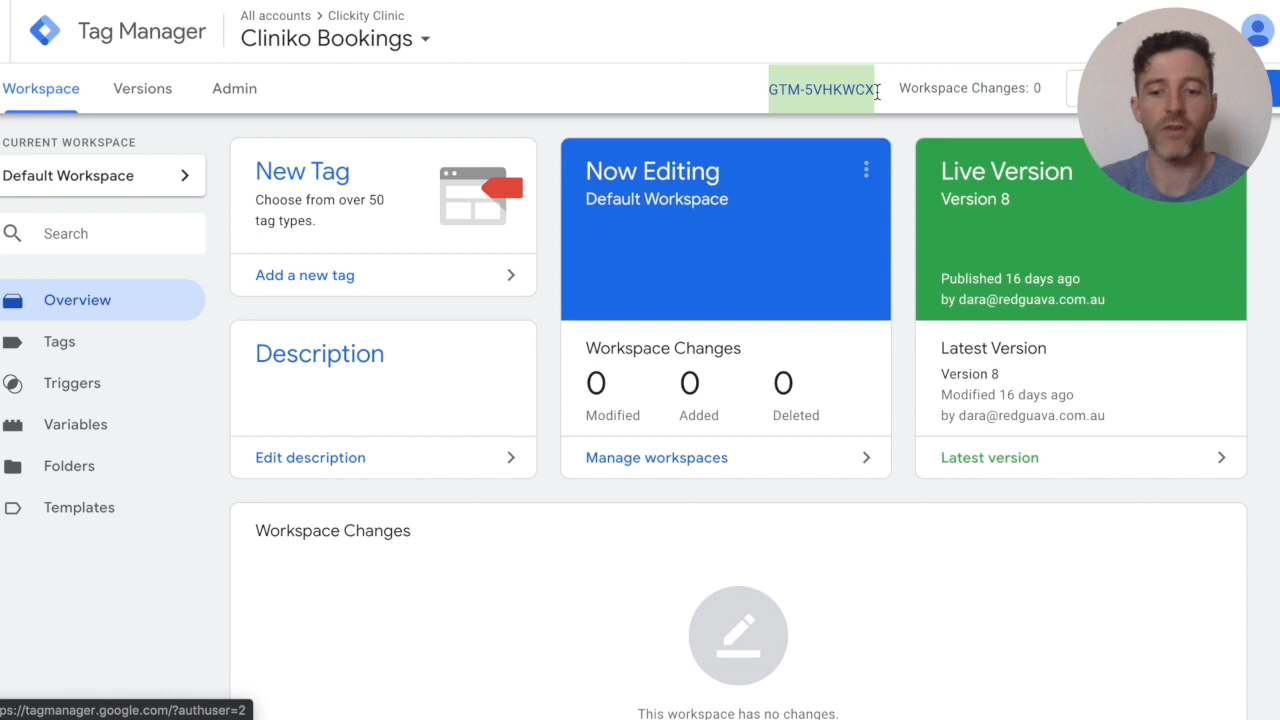 All accounts > Clickity Clinic
Tag Manager
Cliniko Bookings
Workspace
Versions
Admin
GTM-5VHKWCX
Workspace Changes: 0
CURRENT WORKSPACE
Default Workspace
Search
Overview
Tags
Triggers
Variables
Folders
Templates
New Tag
Choose from over 50
tag types.
Add a new tag
Description
Edit description
Now Editing
Default Workspace
Workspace Changes
0 0 0
Modified Added Deleted
Manage workspaces
Live Version
Version 8
Published 16 days ago
by dara@redguava.com.au
Latest Version
Version 8
Modified 16 days ago
by dara@redguava.com.au
Latest version
Workspace Changes
This workspace has no changes.
ps://tagmanager.google.com/?authuser=2